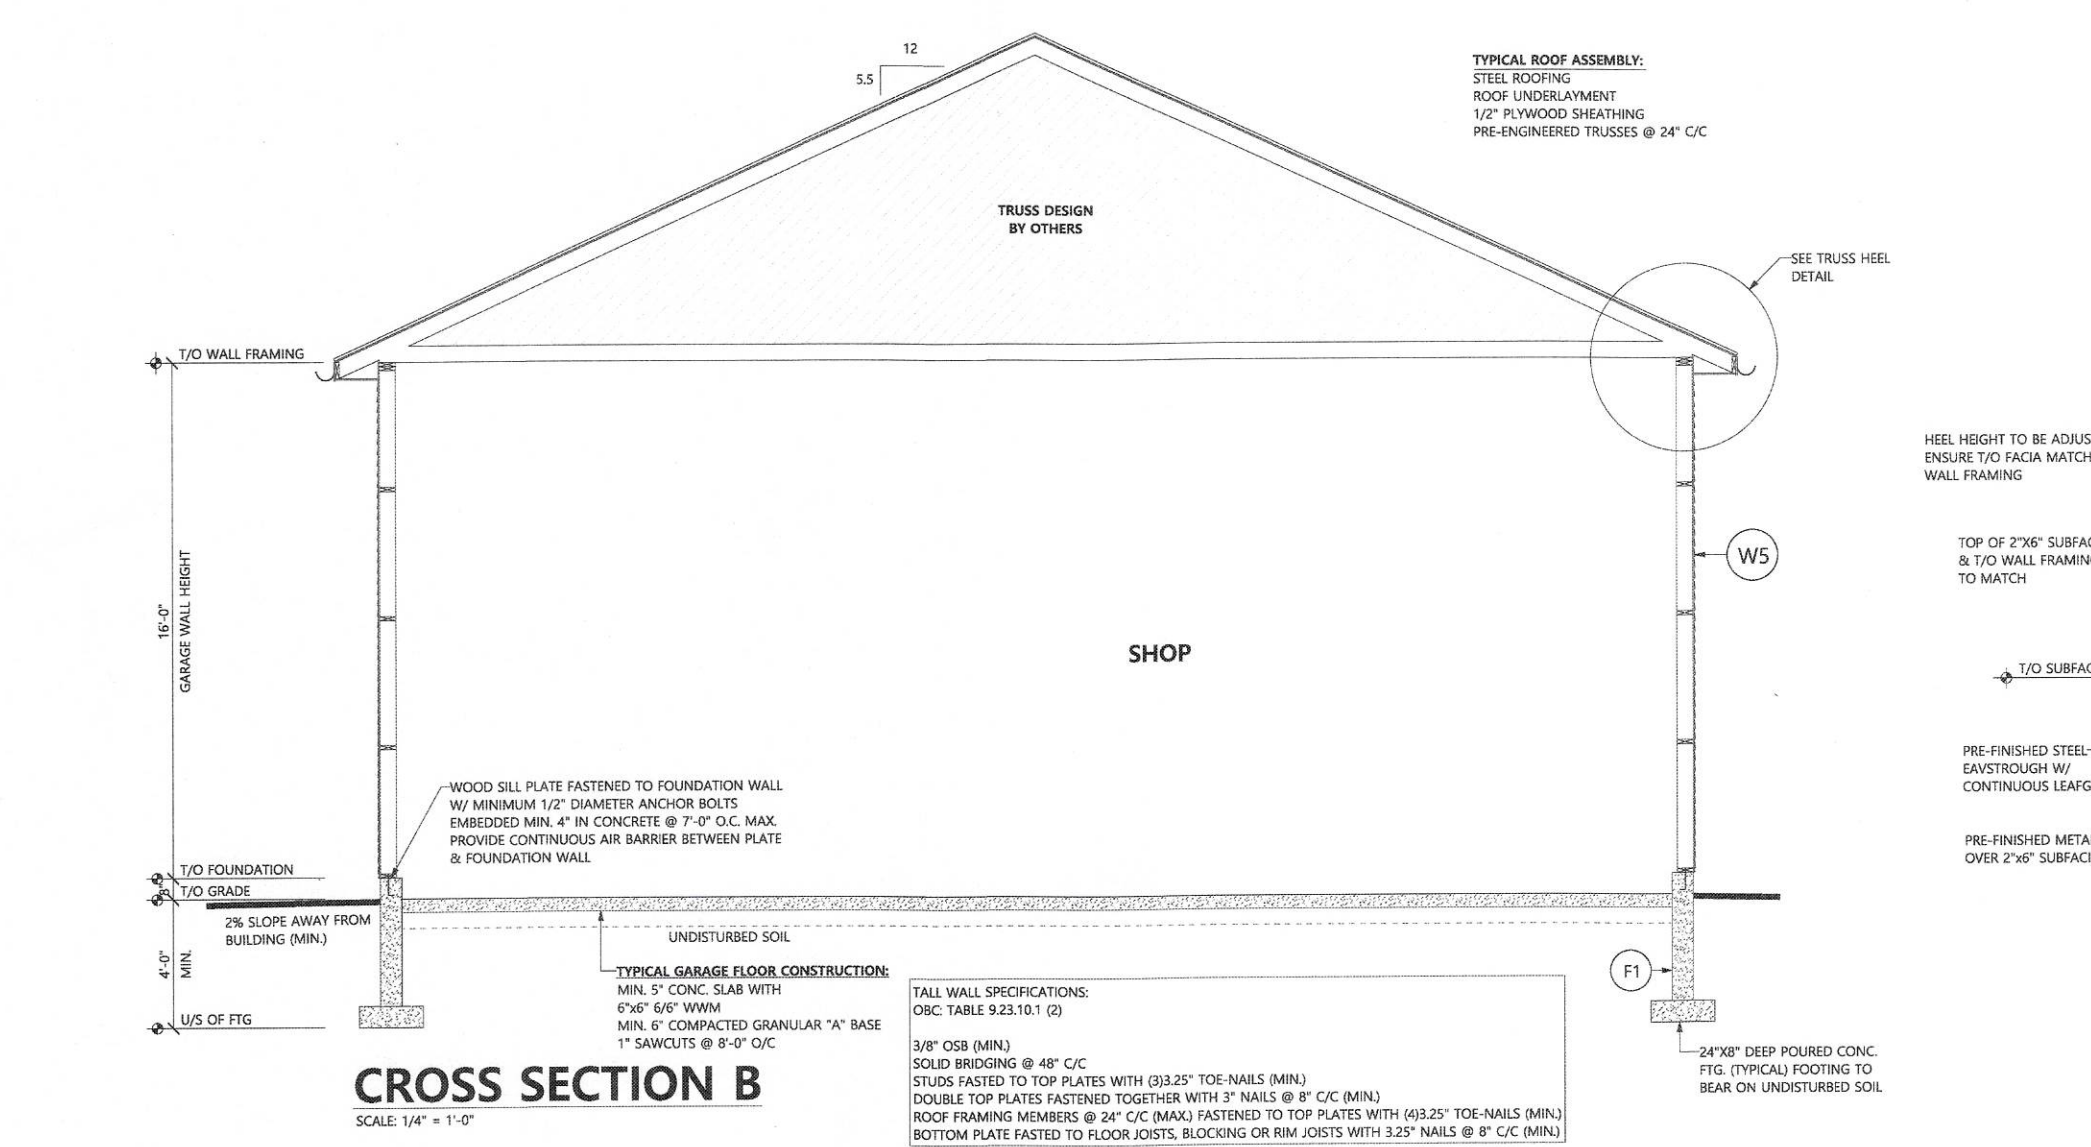 12
5.5
TYPICAL ROOF ASSEMBLY:
STEEL ROOFING
ROOF UNDERLAYMENT
1/2" PLYWOOD SHEATHING
PRE-ENGINEERED TRUSSES @ 24" C/C
TRUSS DESIGN
BY OTHERS
SEE TRUSS HEEL
DETAIL
T/O WALL FRAMING
HEEL HEIGHT TO BE ADJUS
ENSURE T/O FACIA MATCH
WALL FRAMING
TOP OF 2"X6" SUBFAC
& T/O WALL FRAMING
TO MATCH
W5
16'-0"
GARAGE WALL HEIGHT
SHOP
T/O SUBFAC
PRE-FINISHED STEEL-
EAVSTROUGH W/
CONTINUOUS LEAFG
PRE-FINISHED META
OVER 2"x6" SUBFACI
WOOD SILL PLATE FASTENED TO FOUNDATION WALL
W/ MINIMUM 1/2" DIAMETER ANCHOR BOLTS
EMBEDDED MIN. 4" IN CONCRETE @ 7'-0" O.C. MAX.
PROVIDE CONTINUOUS AIR BARRIER BETWEEN PLATE
& FOUNDATION WALL
T/O FOUNDATION
8"
T/O GRADE
2% SLOPE AWAY FROM
BUILDING (MIN.)
UNDISTURBED SOIL
4'-0"
MIN.
U/S OF FTG
TYPICAL GARAGE FLOOR CONSTRUCTION:
MIN. 5" CONC. SLAB WITH
6"x6" 6/6" WWM
MIN. 6" COMPACTED GRANULAR "A" BASE
1" SAWCUTS @ 8'-0" O/C
F1
TALL WALL SPECIFICATIONS:
OBC: TABLE 9.23.10.1 (2)
3/8" OSB (MIN.)
SOLID BRIDGING @ 48" C/C
STUDS FASTED TO TOP PLATES WITH (3)3.25" TOE-NAILS (MIN.)
DOUBLE TOP PLATES FASTENED TOGETHER WITH 3" NAILS @ 8" C/C (MIN.)
ROOF FRAMING MEMBERS @ 24" C/C (MAX.) FASTENED TO TOP PLATES WITH (4)3.25" TOE-NAILS (MIN.)
BOTTOM PLATE FASTED TO FLOOR JOISTS, BLOCKING OR RIM JOISTS WITH 3.25" NAILS @ 8" C/C (MIN.)
24"X8" DEEP POURED CONC.
FTG. (TYPICAL) FOOTING TO
BEAR ON UNDISTURBED SOIL
CROSS SECTION B
SCALE: 1/4" = 1'-0"